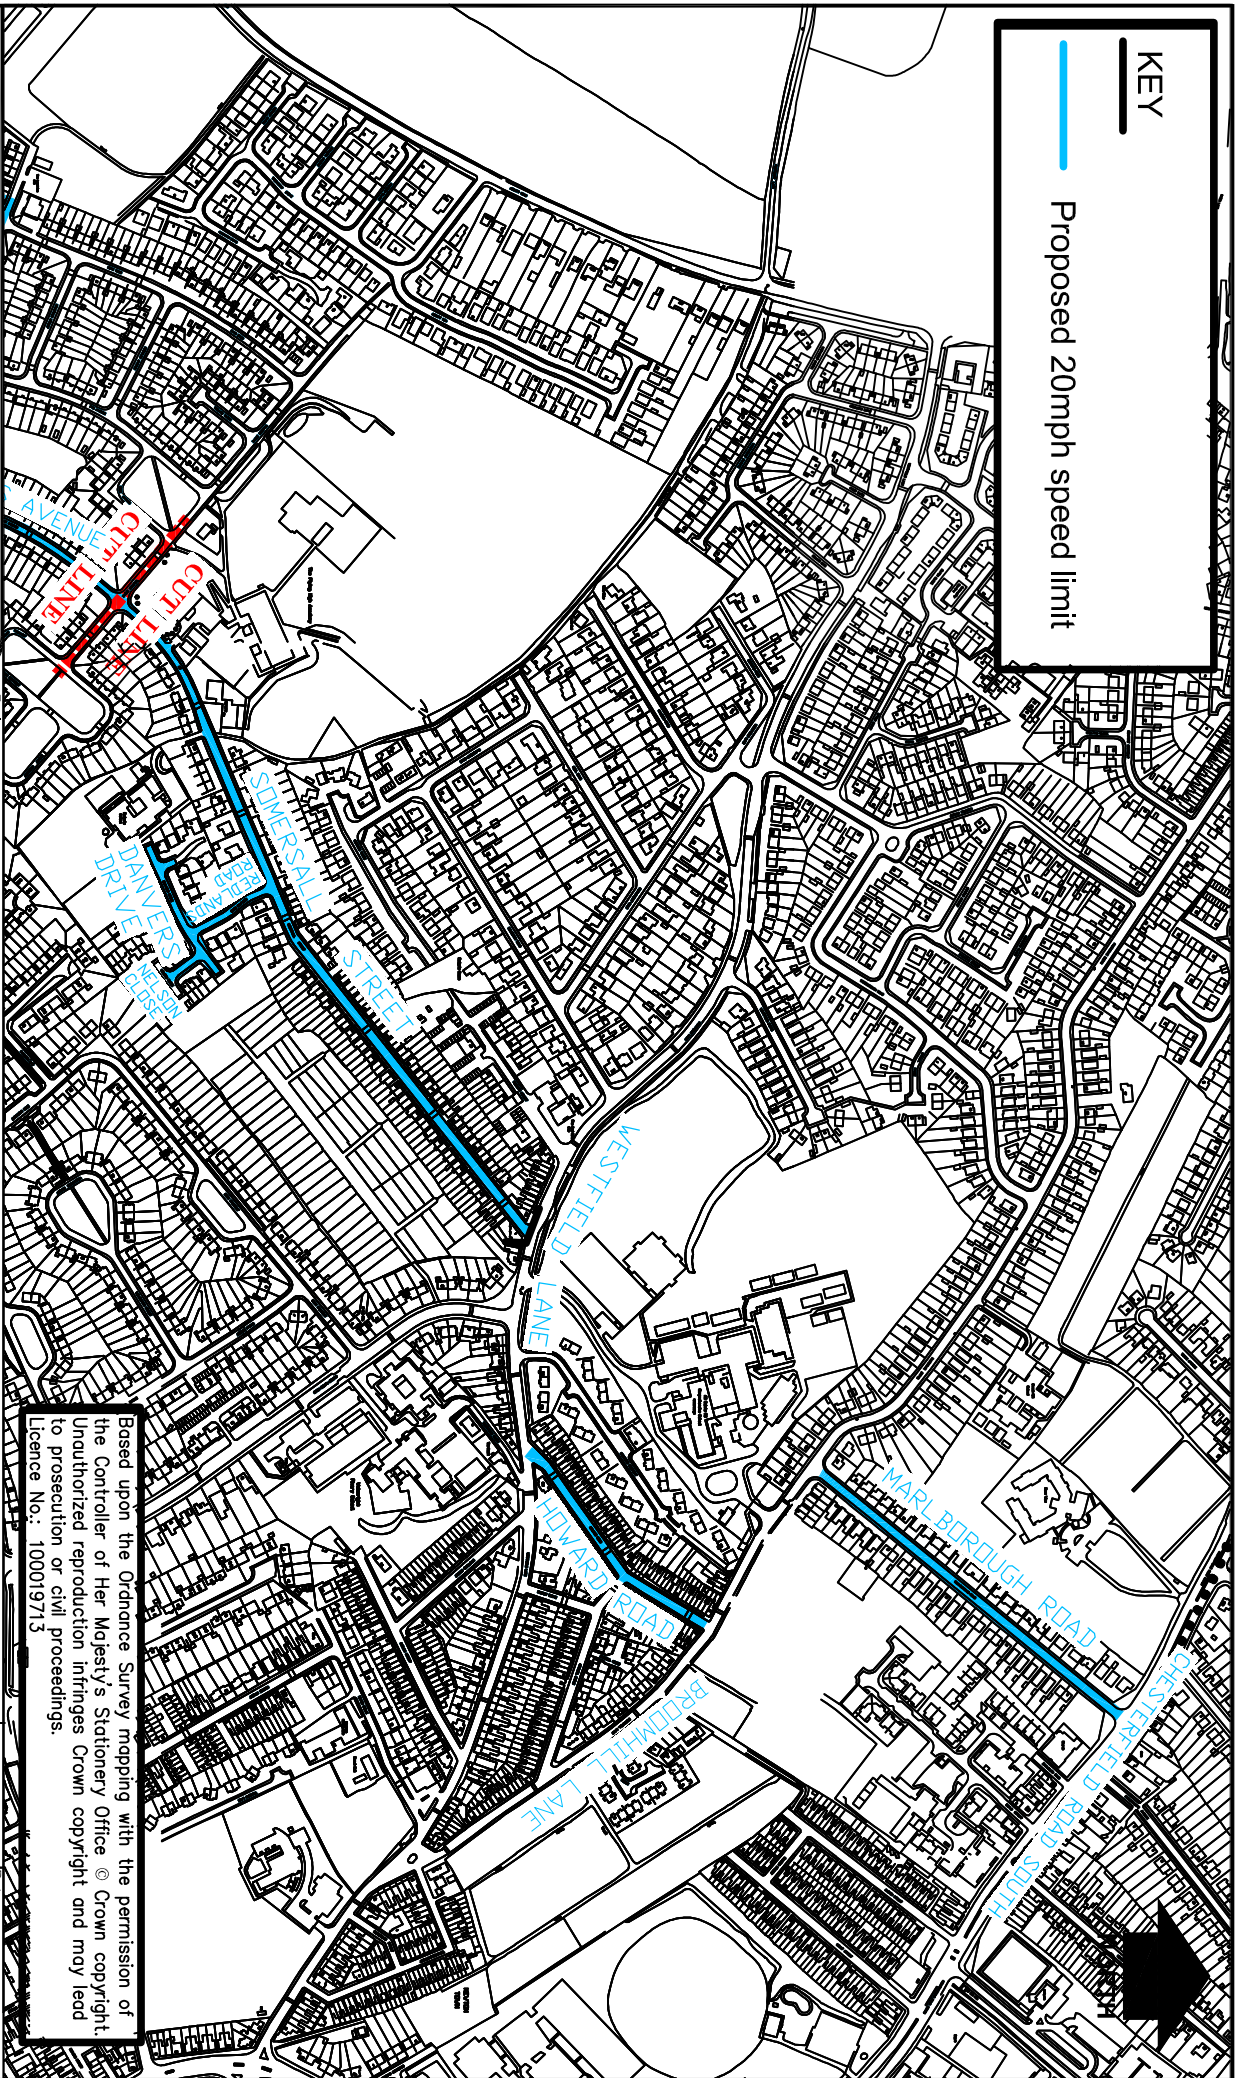 KEY
Proposed 20mph speed limit
S AVENUE
CUT LINE
CUT LINE
SOMERSALL
STREET
REDLANDS
ROAD
DANVERS
DRIVE
NELSON
CLOSE
WESTFIELD LANE
HOWARD ROAD
MARLBOROUGH ROAD
CHESTERFIELD ROAD SOUTH
BROOMHILL LANE
Based upon the Ordnance Survey mapping with the permission of
the Controller of Her Majesty's Stationery Office © Crown copyright.
Unauthorized reproduction infringes Crown copyright and may lead
to prosecution or civil proceedings.
Licence No.: 100019713